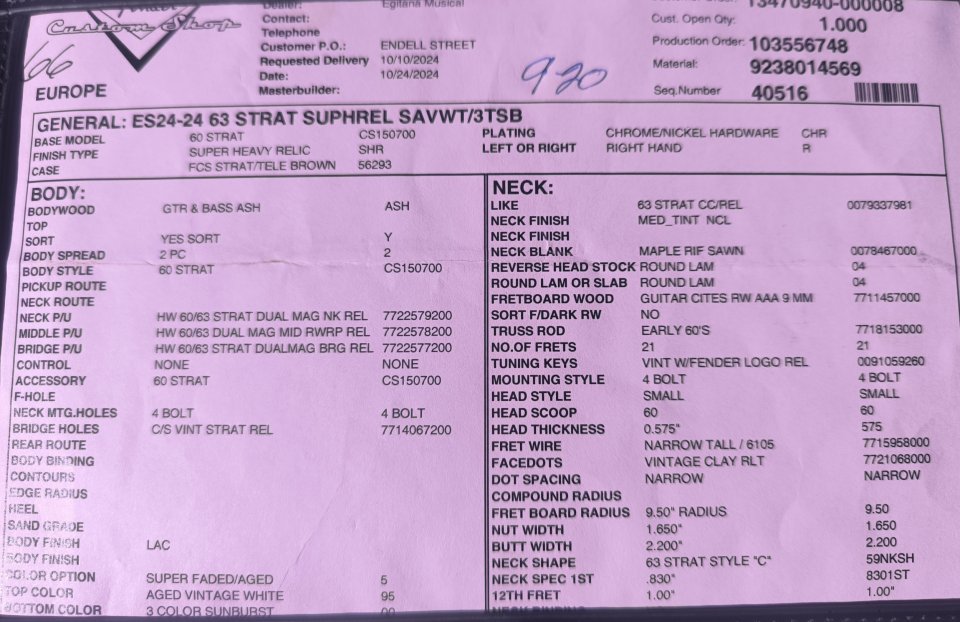 Fender
Custom Shop
66
EUROPE
Dealer: Egitana Musical
Contact:
Telephone
Customer P.O.: ENDELL STREET
Requested Delivery 10/10/2024
Date: 10/24/2024
Masterbuilder:
920
13470940-000008
Cust. Open Qty: 1.000
Production Order: 103556748
Material: 9238014569
Seq.Number 40516
GENERAL: ES24-24 63 STRAT SUPHREL SAVWT/3TSB
BASE MODEL 60 STRAT CS150700
FINISH TYPE SUPER HEAVY RELIC SHR
CASE FCS STRAT/TELE BROWN 56293
PLATING CHROME/NICKEL HARDWARE CHR
LEFT OR RIGHT RIGHT HAND R
BODY:
BODYWOOD GTR & BASS ASH ASH
TOP
SORT YES SORT Y
BODY SPREAD 2 PC 2
BODY STYLE 60 STRAT CS150700
PICKUP ROUTE
NECK ROUTE
NECK P/U HW 60/63 STRAT DUAL MAG NK REL 7722579200
MIDDLE P/U HW 60/63 DUAL MAG MID RWRP REL 7722578200
BRIDGE P/U HW 60/63 STRAT DUALMAG BRG REL 7722577200
CONTROL NONE NONE
ACCESSORY 60 STRAT CS150700
F-HOLE
NECK MTG.HOLES 4 BOLT 4 BOLT
BRIDGE HOLES C/S VINT STRAT REL 7714067200
REAR ROUTE
BODY BINDING
CONTOURS
EDGE RADIUS
HEEL
SAND GRADE
BODY FINISH LAC
BODY FINISH
COLOR OPTION SUPER FADED/AGED 5
TOP COLOR AGED VINTAGE WHITE 95
BOTTOM COLOR 3 COLOR SUNBURST 00
NECK:
LIKE 63 STRAT CC/REL 0079337981
NECK FINISH MED_TINT NCL
NECK FINISH
NECK BLANK MAPLE RIF SAWN 0078467000
REVERSE HEAD STOCK ROUND LAM 04
ROUND LAM OR SLAB ROUND LAM 04
FRETBOARD WOOD GUITAR CITES RW AAA 9 MM 7711457000
SORT F/DARK RW NO
TRUSS ROD EARLY 60'S 7718153000
NO.OF FRETS 21 21
TUNING KEYS VINT W/FENDER LOGO REL 0091059260
MOUNTING STYLE 4 BOLT 4 BOLT
HEAD STYLE SMALL SMALL
HEAD SCOOP 60 60
HEAD THICKNESS 0.575" 575
FRET WIRE NARROW TALL / 6105 7715958000
FACEDOTS VINTAGE CLAY RLT 7721068000
DOT SPACING NARROW NARROW
COMPOUND RADIUS
FRET BOARD RADIUS 9.50" RADIUS 9.50
NUT WIDTH 1.650" 1.650
BUTT WIDTH 2.200" 2.200
NECK SHAPE 63 STRAT STYLE "C" 59NKSH
NECK SPEC 1ST .830" 8301ST
12TH FRET 1.00" 1.00"
NECK BINDING